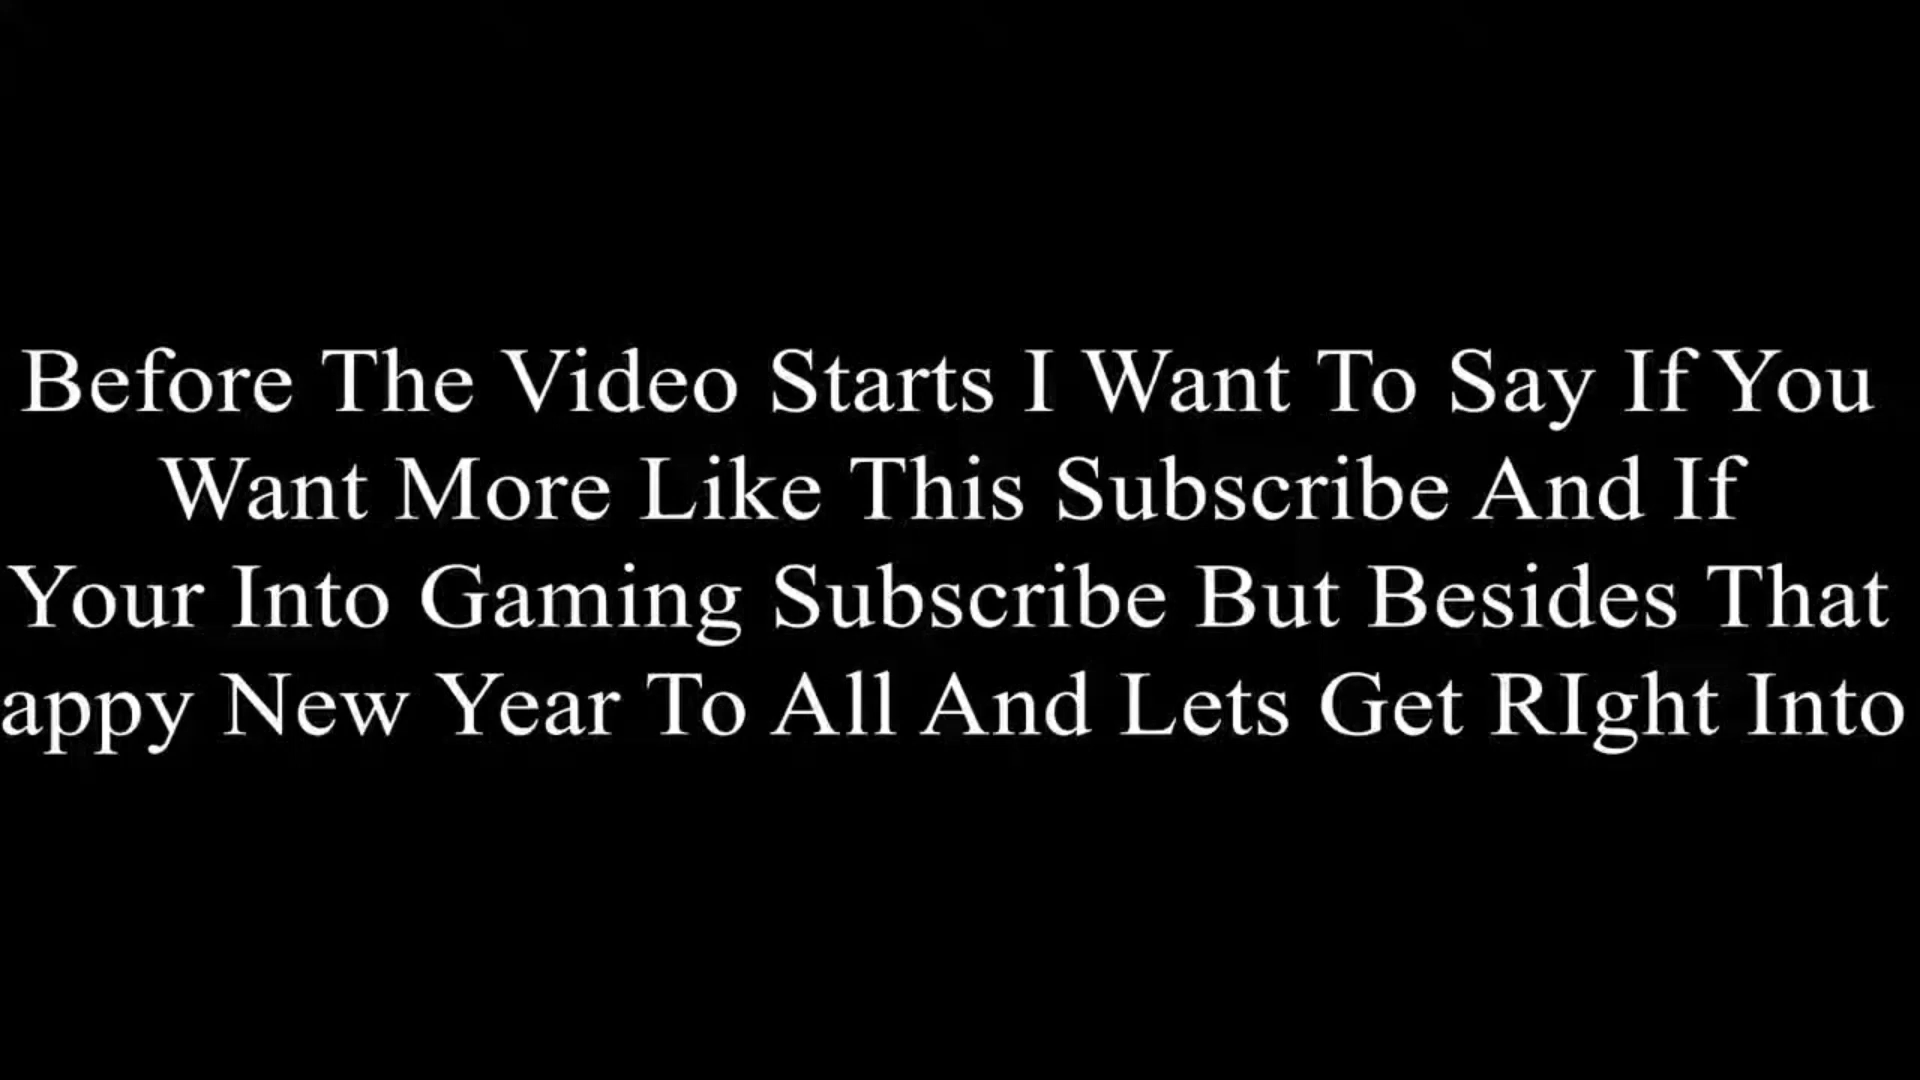 Before The Video Starts I Want To Say If You
Want More Like This Subscribe And If
Your Into Gaming Subscribe But Besides That
appy New Year To All And Lets Get RIght Into